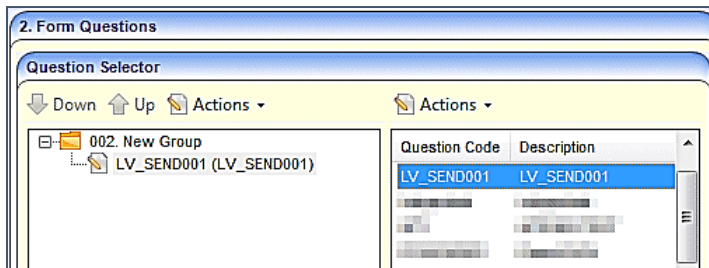 2. Form Questions
Question Selector
Down Up Actions
Actions
002. New Group
LV_SEND001 (LV_SEND001)
Question Code Description
LV_SEND001 LV_SEND001